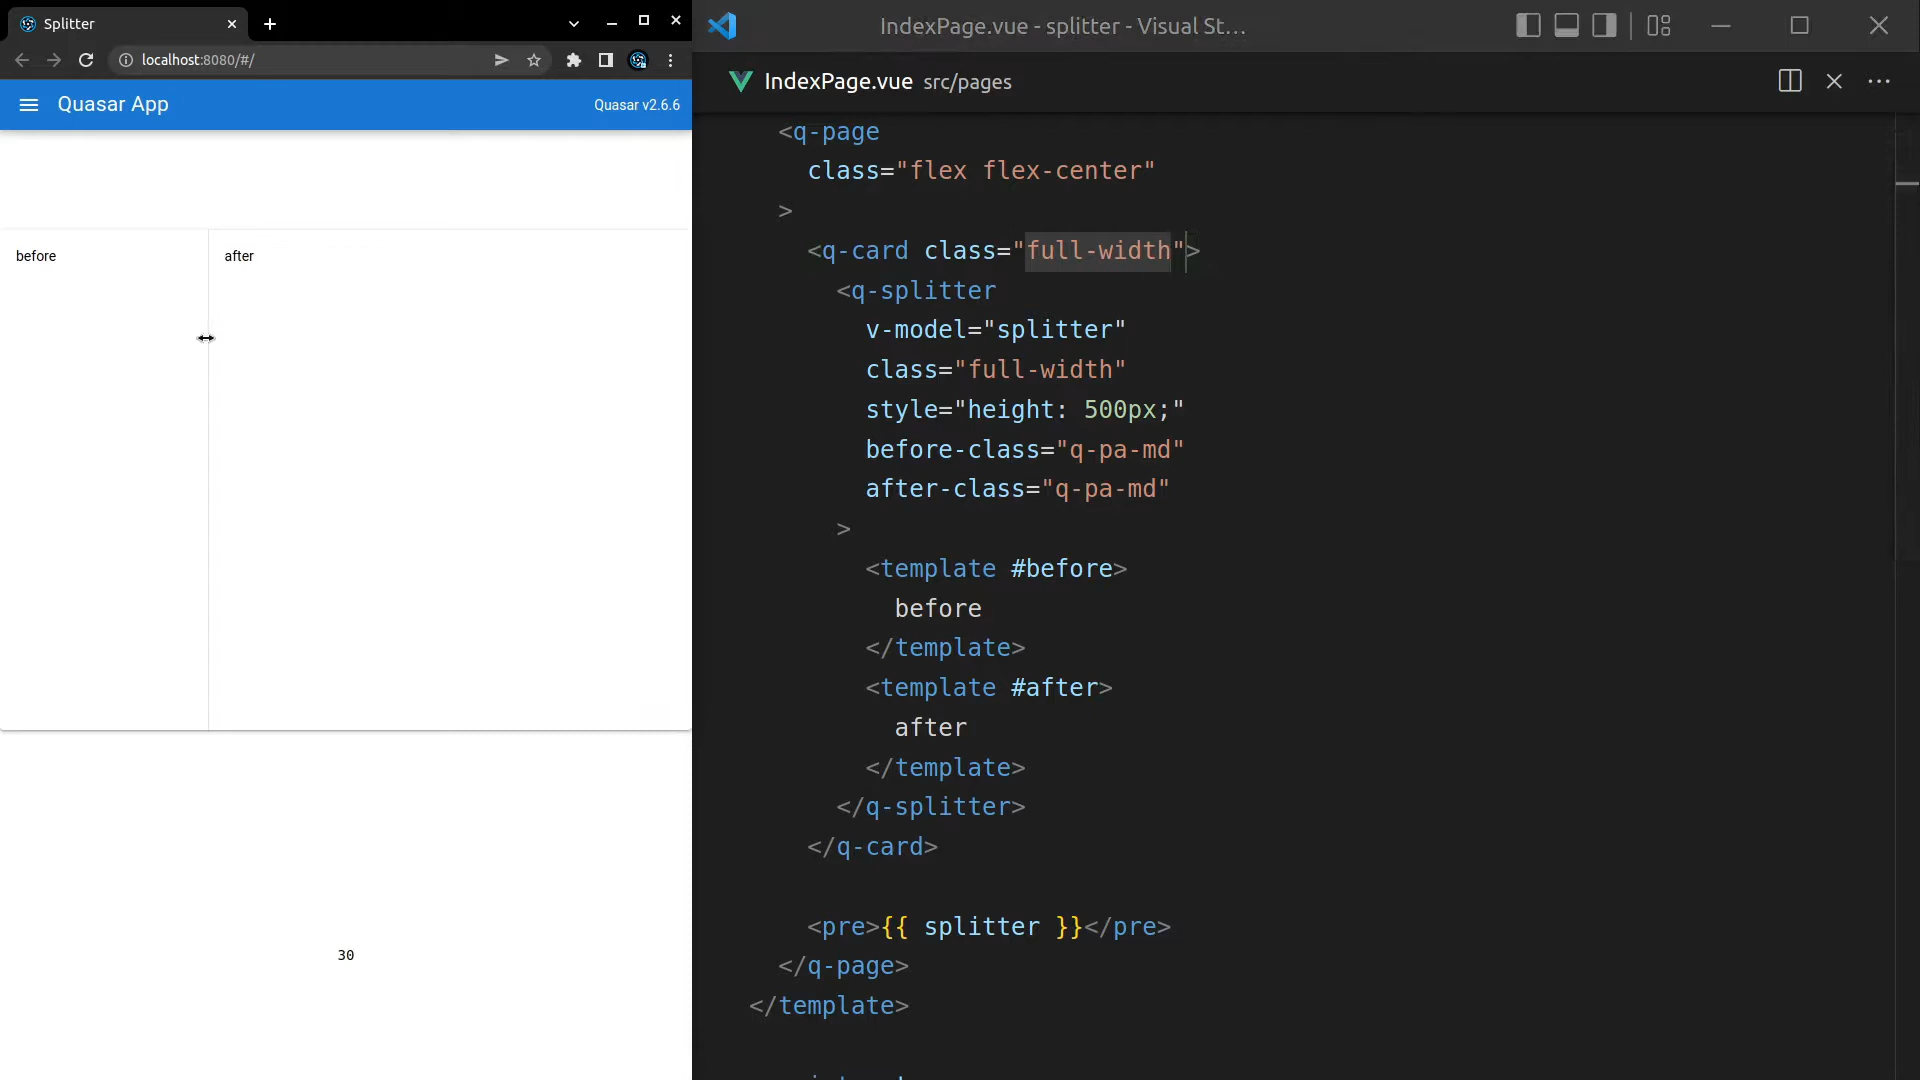 Splitter
localhost:8080/#/
Quasar App
Quasar v2.6.6
before
after
30
IndexPage.vue - splitter - Visual St...
IndexPage.vue src/pages
<q-page
class="flex flex-center"
>
<q-card class="full-width">
<q-splitter
v-model="splitter"
class="full-width"
style="height: 500px;"
before-class="q-pa-md"
after-class="q-pa-md"
>
<template #before>
before
</template>
<template #after>
after
</template>
</q-splitter>
</q-card>
<pre>{{ splitter }}</pre>
</q-page>
</template>